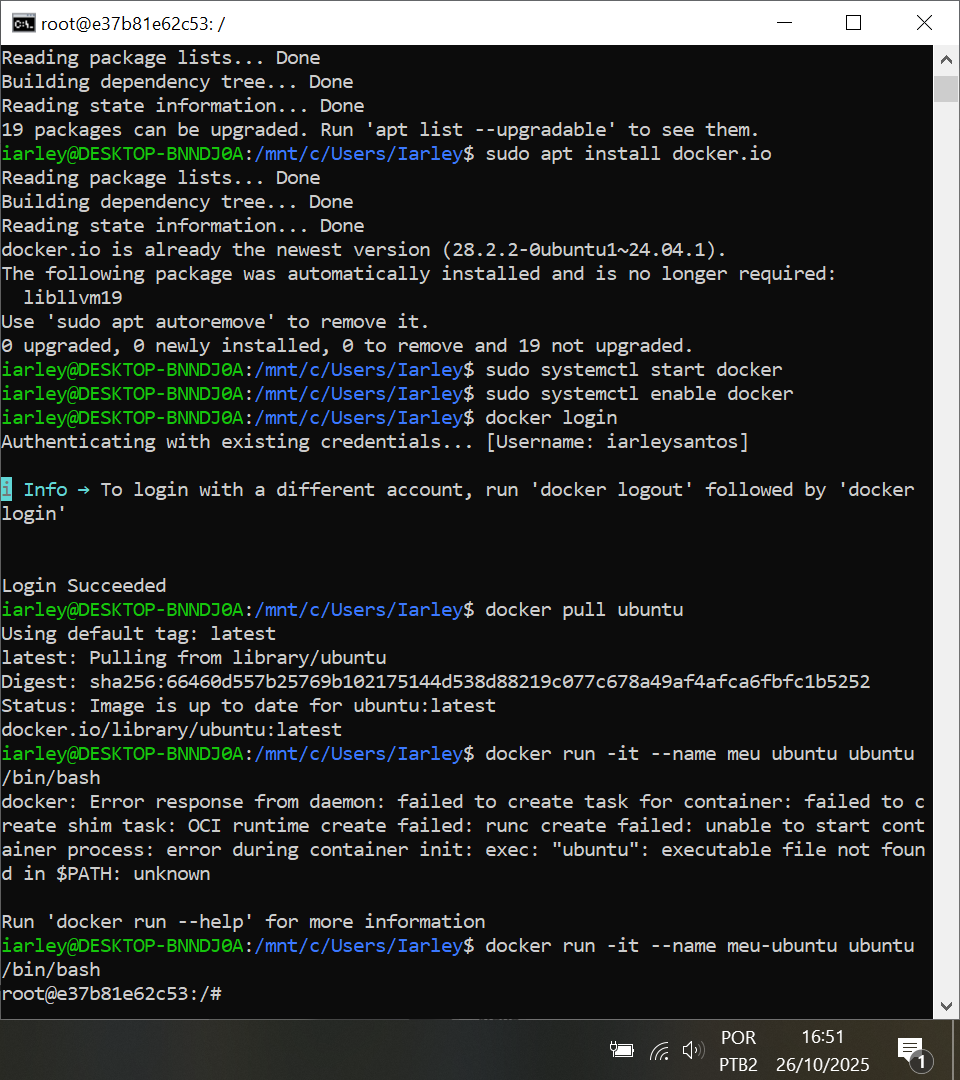 root@e37b81e62c53: /
Reading package lists... Done
Building dependency tree... Done
Reading state information... Done
19 packages can be upgraded. Run 'apt list --upgradable' to see them.
iarley@DESKTOP-BNNDJ0A:/mnt/c/Users/Iarley$ sudo apt install docker.io
Reading package lists... Done
Building dependency tree... Done
Reading state information... Done
docker.io is already the newest version (28.2.2-0ubuntu1~24.04.1).
The following package was automatically installed and is no longer required:
  libllvm19
Use 'sudo apt autoremove' to remove it.
0 upgraded, 0 newly installed, 0 to remove and 19 not upgraded.
iarley@DESKTOP-BNNDJ0A:/mnt/c/Users/Iarley$ sudo systemctl start docker
iarley@DESKTOP-BNNDJ0A:/mnt/c/Users/Iarley$ sudo systemctl enable docker
iarley@DESKTOP-BNNDJ0A:/mnt/c/Users/Iarley$ docker login
Authenticating with existing credentials... [Username: iarleysantos]
i Info → To login with a different account, run 'docker logout' followed by 'docker
login'
Login Succeeded
iarley@DESKTOP-BNNDJ0A:/mnt/c/Users/Iarley$ docker pull ubuntu
Using default tag: latest
latest: Pulling from library/ubuntu
Digest: sha256:66460d557b25769b102175144d538d88219c077c678a49af4afca6fbfc1b5252
Status: Image is up to date for ubuntu:latest
docker.io/library/ubuntu:latest
iarley@DESKTOP-BNNDJ0A:/mnt/c/Users/Iarley$ docker run -it --name meu ubuntu ubuntu
/bin/bash
docker: Error response from daemon: failed to create task for container: failed to c
reate shim task: OCI runtime create failed: runc create failed: unable to start cont
ainer process: error during container init: exec: "ubuntu": executable file not foun
d in $PATH: unknown
Run 'docker run --help' for more information
iarley@DESKTOP-BNNDJ0A:/mnt/c/Users/Iarley$ docker run -it --name meu-ubuntu ubuntu
/bin/bash
root@e37b81e62c53:/#
POR
PTB2
16:51
26/10/2025
1